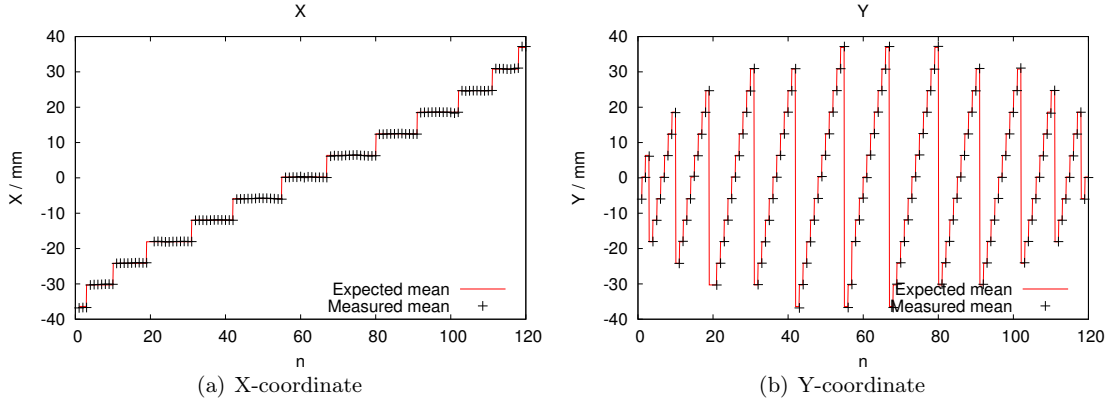 X
X / mm
40
30
20
10
0
-10
-20
-30
40
Expected mean
Measured mean
0 20 40 60 80 100 120
n
(a) X-coordinate
Y
Y / mm
40
30
20
10
0
-10
-20
-30
-40
Expected mean
Measured mean
0 20 40 60 80 100 120
n
(b) Y-coordinate